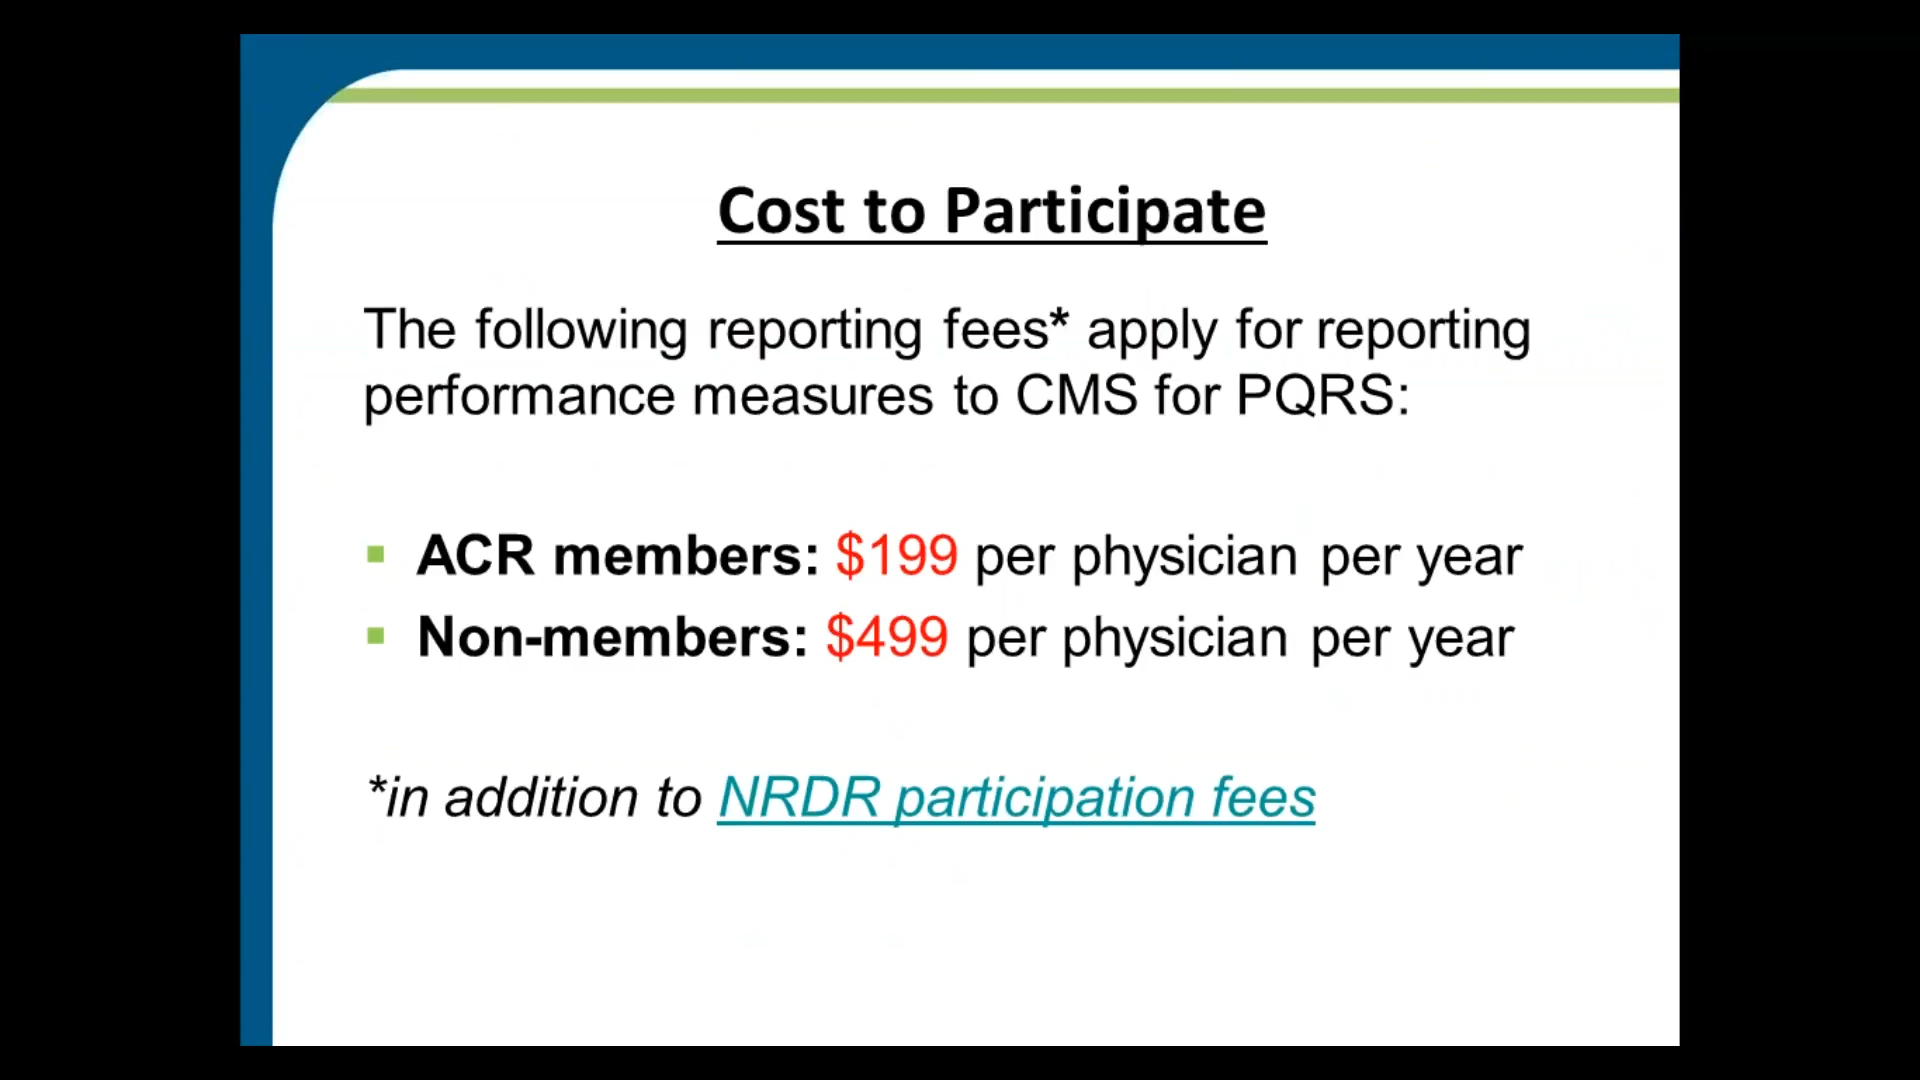 Cost to Participate
The following reporting fees* apply for reporting
performance measures to CMS for PQRS:
ACR members: $199 per physician per year
Non-members: $499 per physician per year
*in addition to NRDR participation fees